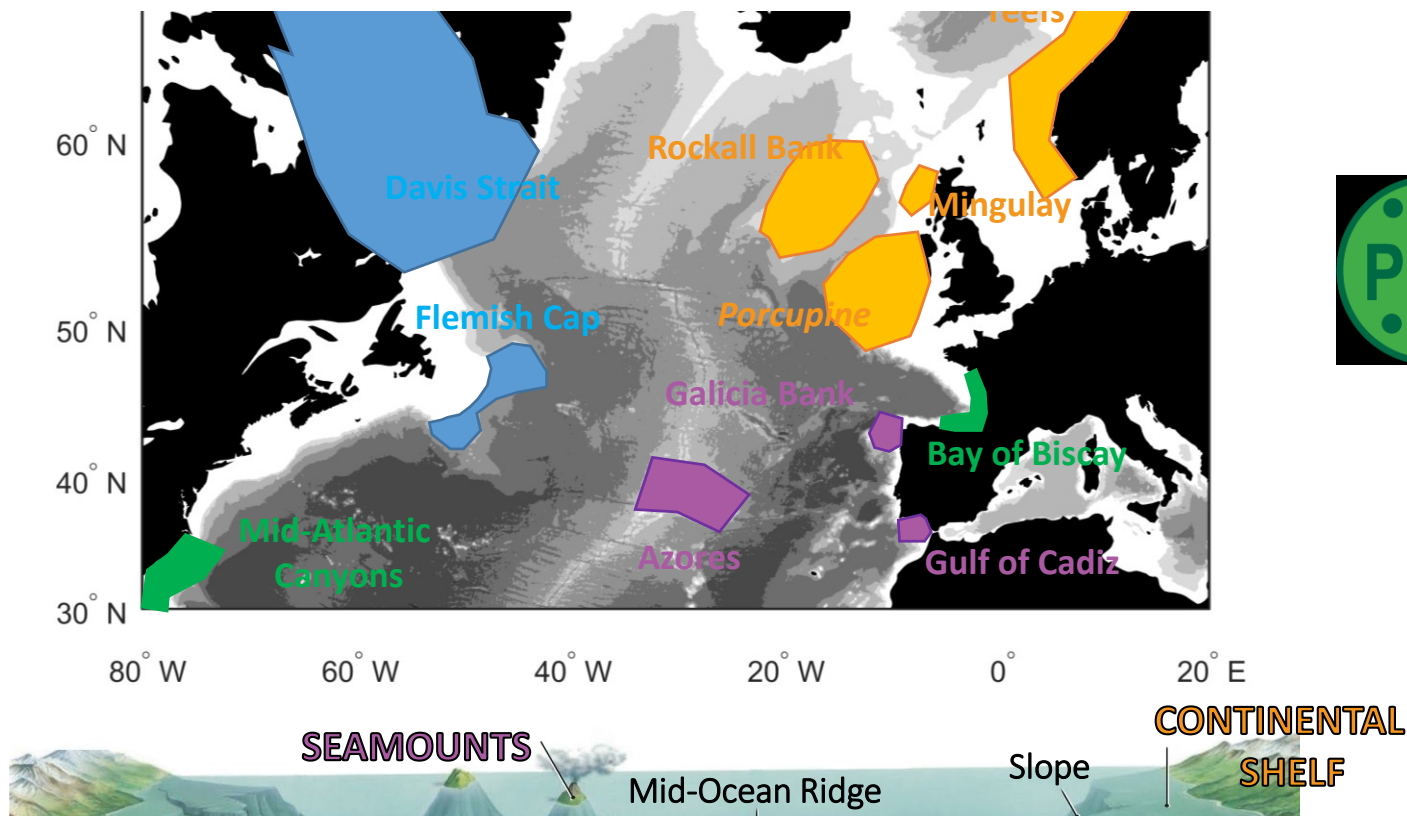 reefs
60° N
Rockall Bank
Davis Strait
Mingulay
P
50° N
Flemish Cap
Porcupine
Galicia Bank
Bay of Biscay
40° N
Mid-Atlantic
Canyons
Azores
Gulf of Cadiz
30° N
80° W 60° W 40° W 20° W 0° 20° E
SEAMOUNTS
CONTINENTAL
SHELF
Slope
Mid-Ocean Ridge